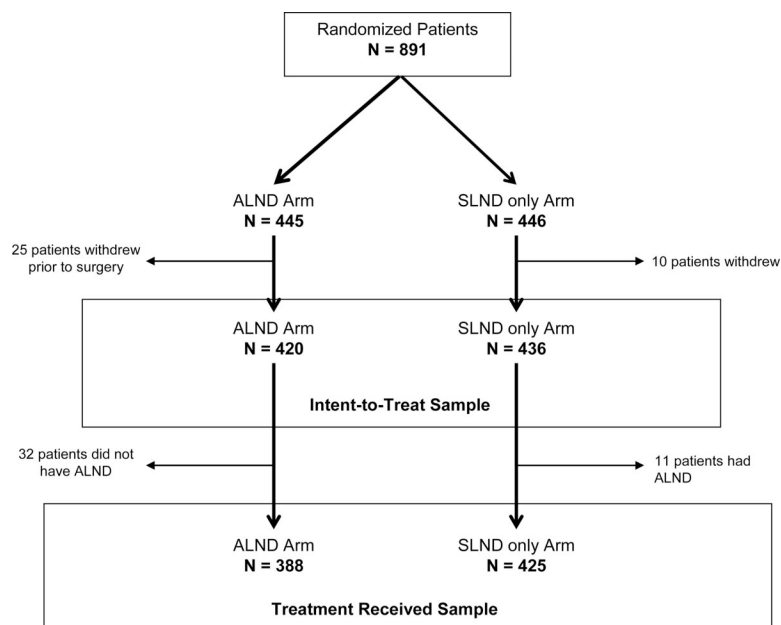 Randomized Patients
N = 891
ALND Arm
N = 445
SLND only Arm
N = 446
25 patients withdrew
prior to surgery
10 patients withdrew
ALND Arm
N = 420
SLND only Arm
N = 436
Intent-to-Treat Sample
32 patients did not
have ALND
11 patients had
ALND
ALND Arm
N = 388
SLND only Arm
N = 425
Treatment Received Sample